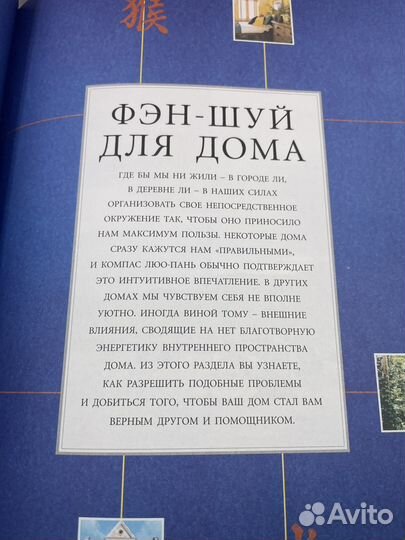 猴
ФЭН-ШУЙ
ДЛЯ ДОМА
ГДЕ БЫ МЫ НИ ЖИЛИ – В ГОРОДЕ ЛИ,
В ДЕРЕВНЕ ЛИ – В НАШИХ СИЛАХ
ОРГАНИЗОВАТЬ СВОЕ НЕПОСРЕДСТВЕННОЕ
ОКРУЖЕНИЕ ТАК, ЧТОБЫ ОНО ПРИНОСИЛО
НАМ МАКСИМУМ ПОЛЬЗЫ. НЕКОТОРЫЕ ДОМА
СРАЗУ КАЖУТСЯ НАМ «ПРАВИЛЬНЫМИ»,
И КОМПАС ЛЮО-ПАНЬ ОБЫЧНО ПОДТВЕРЖДАЕТ
ЭТО ИНТУИТИВНОЕ ВПЕЧАТЛЕНИЕ. В ДРУГИХ
ДОМАХ МЫ ЧУВСТВУЕМ СЕБЯ НЕ ВПОЛНЕ
УЮТНО. ИНОГДА ВИНОЙ ТОМУ – ВНЕШНИЕ
ВЛИЯНИЯ, СВОДЯЩИЕ НА НЕТ БЛАГОТВОРНУЮ
ЭНЕРГЕТИКУ ВНУТРЕННЕГО ПРОСТРАНСТВА
ДОМА. ИЗ ЭТОГО РАЗДЕЛА ВЫ УЗНАЕТЕ,
КАК РАЗРЕШИТЬ ПОДОБНЫЕ ПРОБЛЕМЫ
И ДОБИТЬСЯ ТОГО, ЧТОБЫ ВАШ ДОМ СТАЛ ВАМ
ВЕРНЫМ ДРУГОМ И ПОМОЩНИКОМ.
Avito